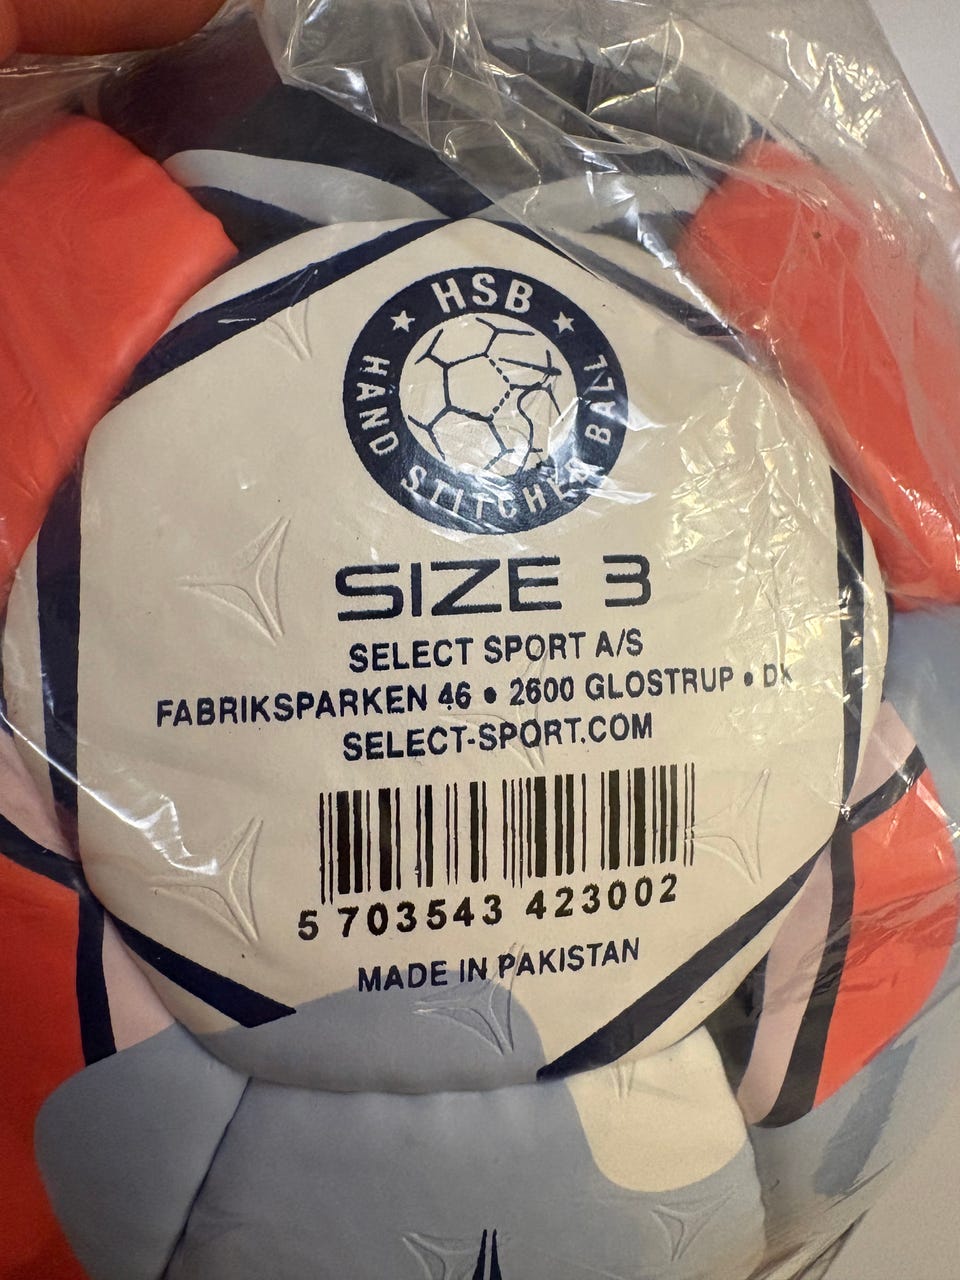 HSB
HAND STITCHED BALL
SIZE 3
SELECT SPORT A/S
FABRIKSPARKEN 46 • 2600 GLOSTRUP • DK
SELECT-SPORT.COM
5 703543 423002
MADE IN PAKISTAN